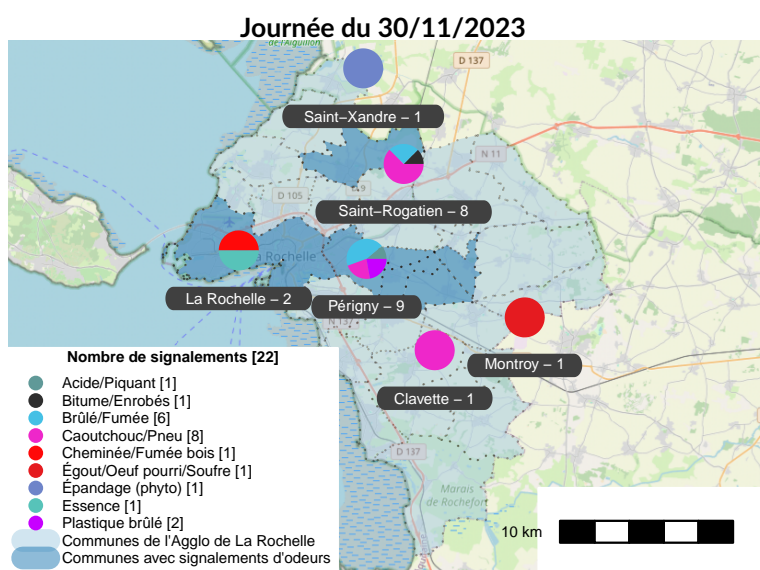 Journée du 30/11/2023
de l'Aiguillon
D 137
Saint–Xandre – 1
N 11
D 105
Saint–Rogatien – 8
La Rochelle
La Rochelle – 2
Périgny – 9
N 137
Montroy – 1
Clavette – 1
D 137
Marais
de Rochefort
Nombre de signalements [22]
Acide/Piquant [1]
Bitume/Enrobés [1]
Brûlé/Fumée [6]
Caoutchouc/Pneu [8]
Cheminée/Fumée bois [1]
Égout/Oeuf pourri/Soufre [1]
Épandage (phyto) [1]
Essence [1]
Plastique brûlé [2]
Communes de l'Agglo de La Rochelle
Communes avec signalements d'odeurs
10 km